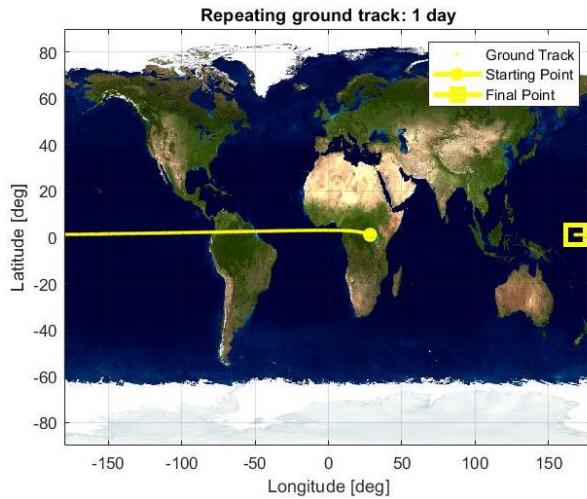 Repeating ground track: 1 day
Ground Track
Starting Point
Final Point
80
60
40
20
0
-20
-40
-60
-80
Latitude [deg]
-150
-100
-50
0
50
100
150
Longitude [deg]